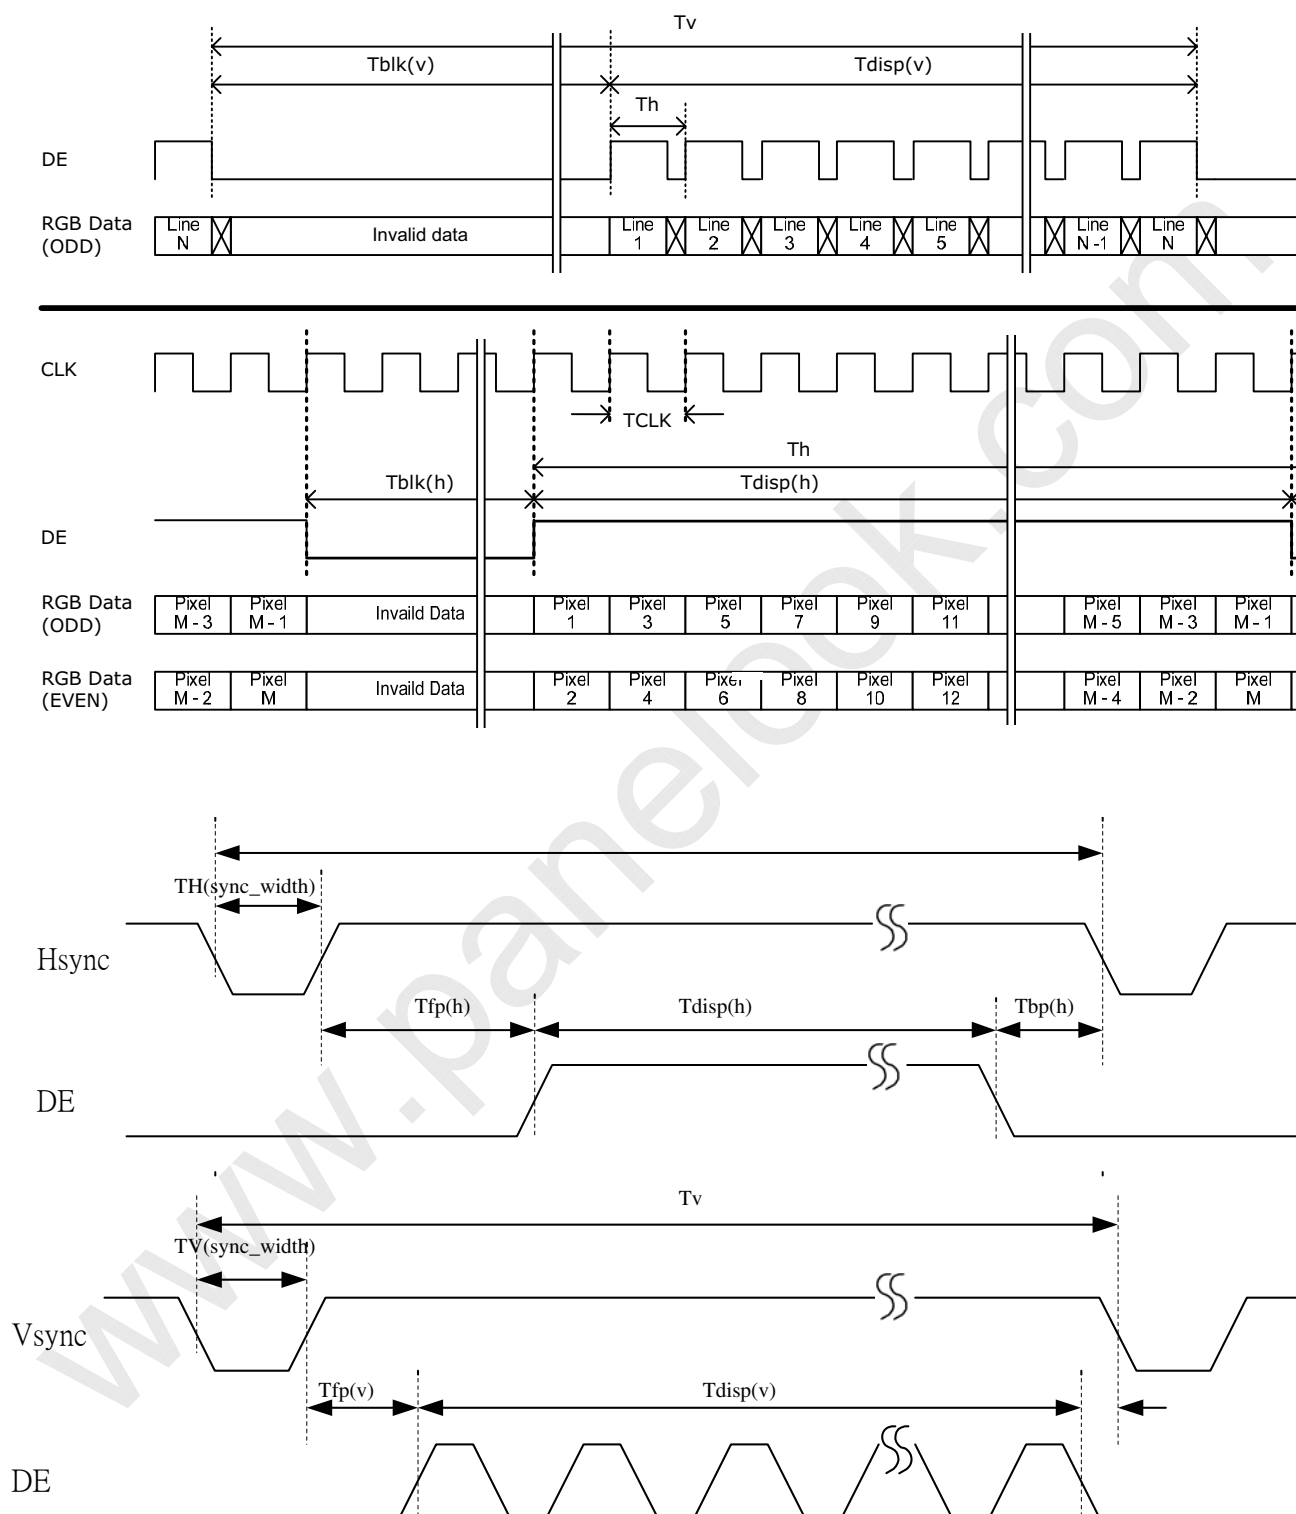 Tv
Tblk(v) Tdisp(v)
Th
DE
RGB Data (ODD)
Line N Invalid data Line 1 Line 2 Line 3 Line 4 Line 5 Line N -1 Line N
CLK
TCLK
Th
Tblk(h) Tdisp(h)
DE
RGB Data (ODD)
Pixel M - 3 Pixel M - 1 Invaild Data Pixel 1 Pixel 3 Pixel 5 Pixel 7 Pixel 9 Pixel 11 Pixel M - 5 Pixel M - 3 Pixel M - 1
RGB Data (EVEN)
Pixel M - 2 Pixel M Invaild Data Pixel 2 Pixel 4 Pixel 6 Pixel 8 Pixel 10 Pixel 12 Pixel M - 4 Pixel M - 2 Pixel M
TH(sync_width)
Hsync
Tfp(h) Tdisp(h) Tbp(h)
DE
Tv
TV(sync_width)
Vsync
Tfp(v) Tdisp(v)
DE
www.panelook.com